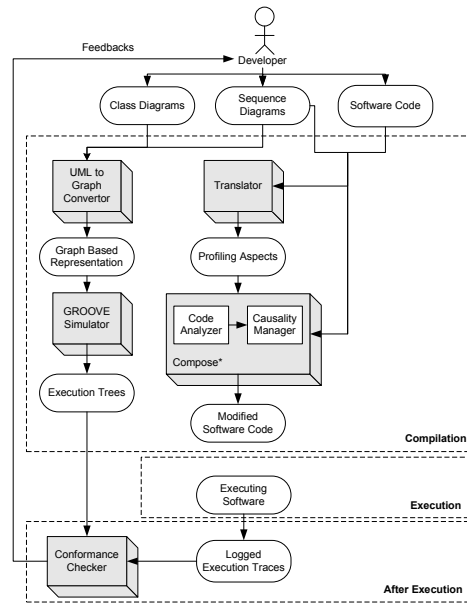 Feedbacks
Developer
Class Diagrams
Sequence
Diagrams
Software Code
UML to
Graph
Convertor
Translator
Graph Based
Representation
Profiling Aspects
GROOVE
Simulator
Code
Analyzer
Causality
Manager
Compose*
Execution Trees
Modified
Software Code
Compilation
Executing
Software
Execution
Conformance
Checker
Logged
Execution Traces
After Execution